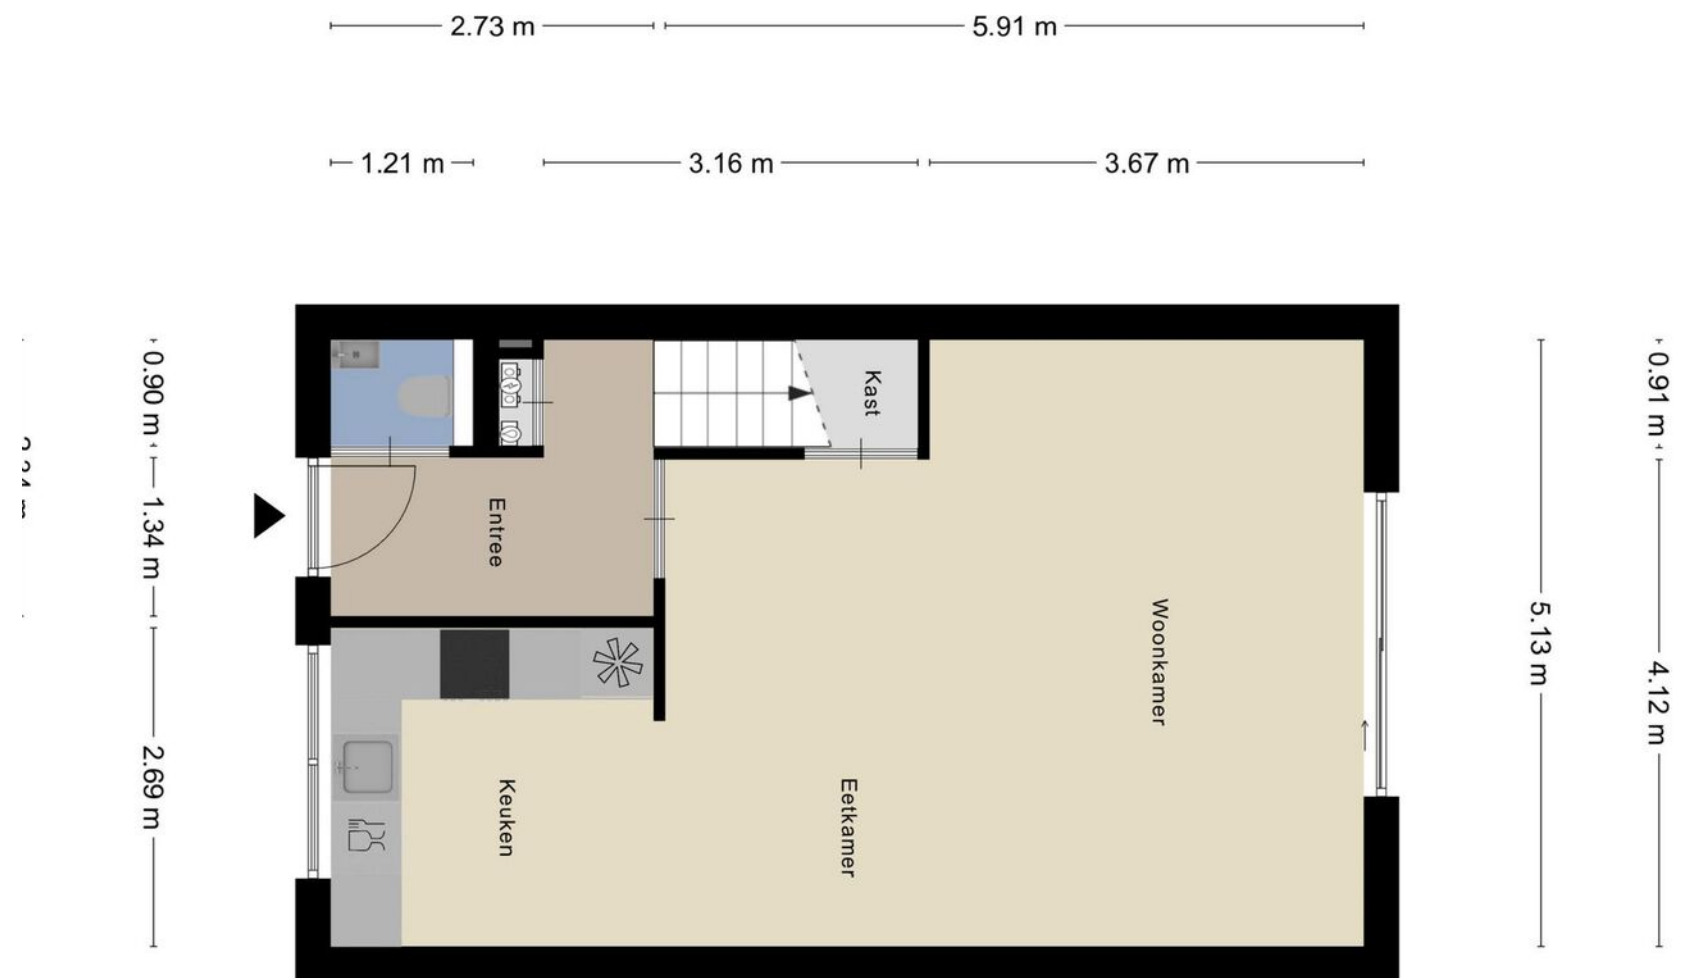 2.73 m
5.91 m
1.21 m
3.16 m
3.67 m
0.90 m
1.34 m
2.69 m
Kast
Entree
Woonkamer
Keuken
Eetkamer
5.13 m
0.91 m
4.12 m